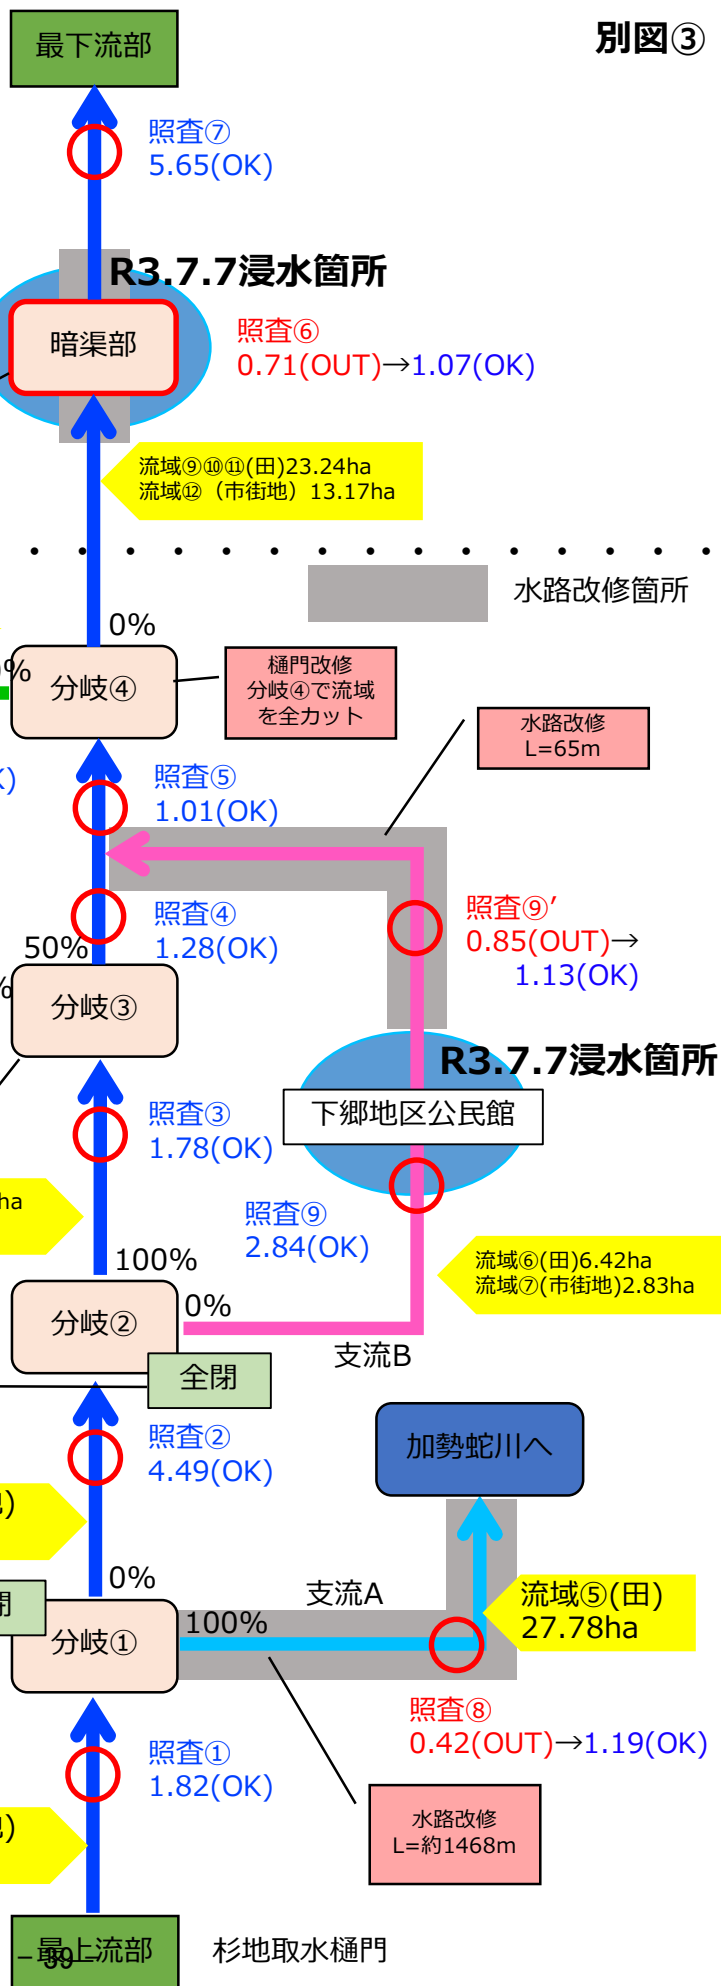 別図③
最下流部
照査⑦
5.65(OK)
R3.7.7浸水箇所
暗渠部
照査⑥
0.71(OUT)→1.07(OK)
流域⑨⑩⑪(田)23.24ha
流域⑫（市街地）13.17ha
水路改修箇所
0%
%
分岐④
樋門改修
分岐④で流域
を全カット
水路改修
L=65m
)
照査⑤
1.01(OK)
照査④
1.28(OK)
照査⑨′
0.85(OUT)→
1.13(OK)
50%
%
分岐③
R3.7.7浸水箇所
下郷地区公民館
照査③
1.78(OK)
ha
照査⑨
2.84(OK)
流域⑥(田)6.42ha
流域⑦(市街地)2.83ha
100%
0%
分岐②
支流B
全閉
照査②
4.49(OK)
加勢蛇川へ
)
0%
支流A
流域⑤(田)
27.78ha
100%
分岐①
照査⑧
0.42(OUT)→1.19(OK)
照査①
1.82(OK)
水路改修
L=約1468m
)
最上流部
杉地取水樋門
- 39 -